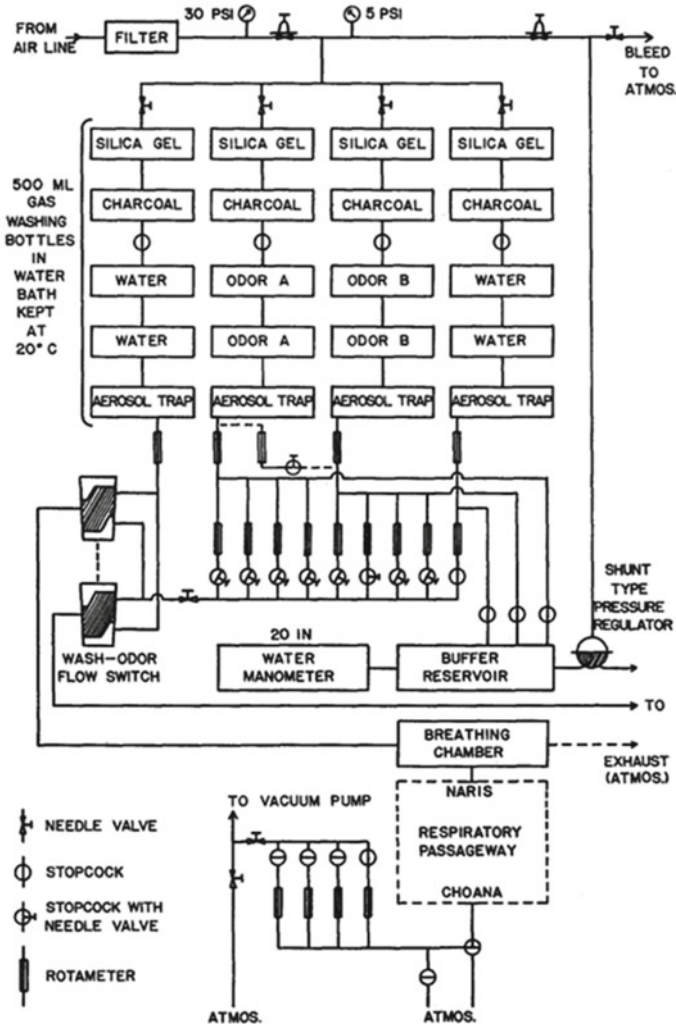 30 PSI
5 PSI
FROM
AIR LINE
FILTER
BLEED
TO
ATMOS.
500 ML
GAS
WASHING
BOTTLES
IN
WATER
BATH
KEPT
AT
20° C
SILICA GEL
SILICA GEL
SILICA GEL
SILICA GEL
CHARCOAL
CHARCOAL
CHARCOAL
CHARCOAL
WATER
ODOR A
ODOR B
WATER
WATER
ODOR A
ODOR B
WATER
AEROSOL TRAP
AEROSOL TRAP
AEROSOL TRAP
AEROSOL TRAP
SHUNT
TYPE
PRESSURE
REGULATOR
WASH-ODOR
FLOW SWITCH
20 IN
WATER
MANOMETER
BUFFER
RESERVOIR
TO
BREATHING
CHAMBER
EXHAUST
(ATMOS.)
NARIS
RESPIRATORY
PASSAGEWAY
CHOANA
TO VACUUM PUMP
NEEDLE VALVE
STOPCOCK
STOPCOCK WITH
NEEDLE VALVE
ROTAMETER
ATMOS.
ATMOS.